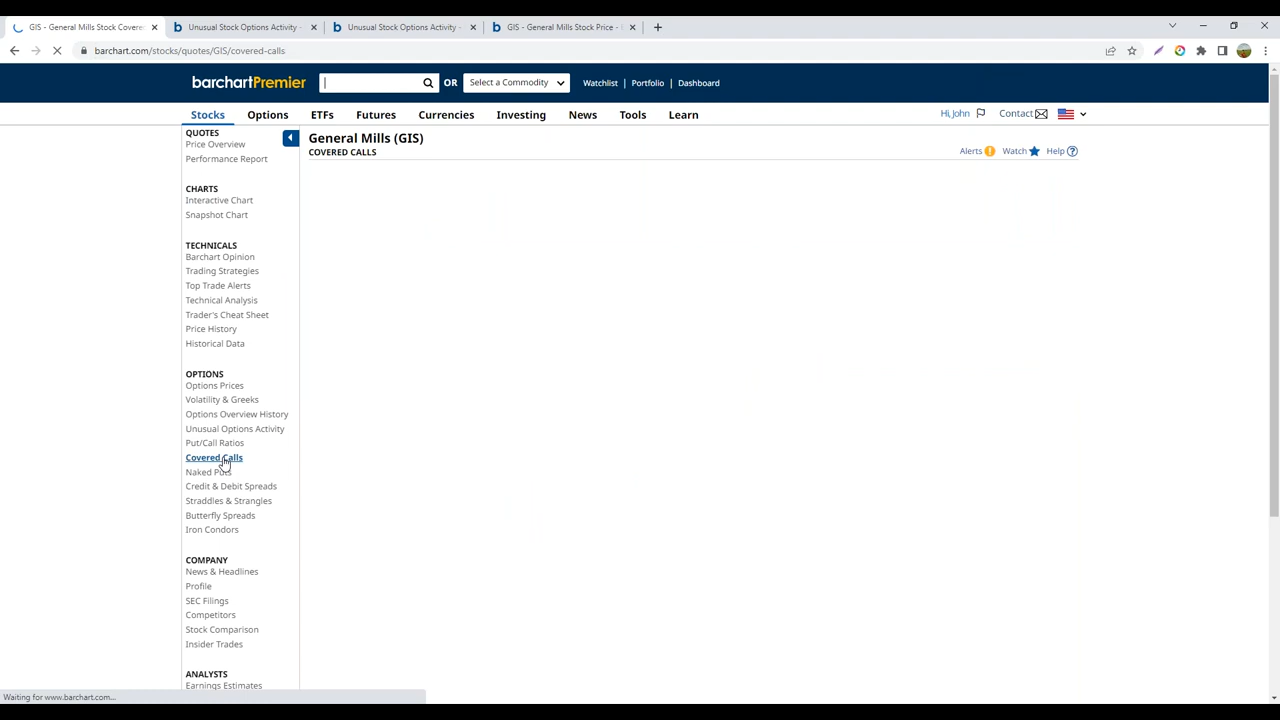 GIS - General Mills Stock Covere
Unusual Stock Options Activity -
Unusual Stock Options Activity -
GIS - General Mills Stock Price -
barchart.com/stocks/quotes/GIS/covered-calls
barchartPremier
OR
Select a Commodity
Watchlist | Portfolio | Dashboard
Stocks
Options
ETFs
Futures
Currencies
Investing
News
Tools
Learn
Hi, John
Contact
QUOTES
Price Overview
Performance Report
CHARTS
Interactive Chart
Snapshot Chart
TECHNICALS
Barchart Opinion
Trading Strategies
Top Trade Alerts
Technical Analysis
Trader's Cheat Sheet
Price History
Historical Data
OPTIONS
Options Prices
Volatility & Greeks
Options Overview History
Unusual Options Activity
Put/Call Ratios
Covered Calls
Naked Puts
Credit & Debit Spreads
Straddles & Strangles
Butterfly Spreads
Iron Condors
COMPANY
News & Headlines
Profile
SEC Filings
Competitors
Stock Comparison
Insider Trades
ANALYSTS
Earnings Estimates
General Mills (GIS)
COVERED CALLS
Alerts
Watch
Help
Waiting for www.barchart.com...